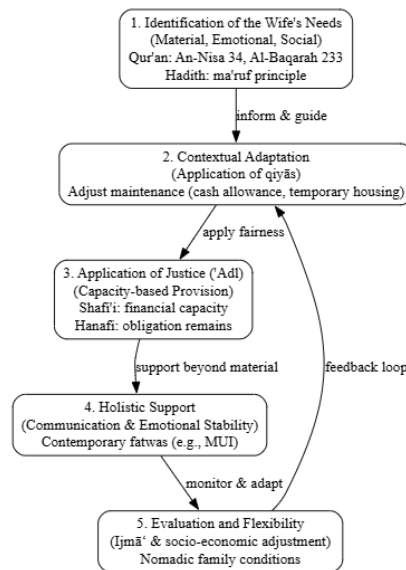 1. Identification of the Wife's Needs
(Material, Emotional, Social)
Qur'an: An-Nisa 34, Al-Baqarah 233
Hadith: ma'ruf principle
inform & guide
2. Contextual Adaptation
(Application of qiyās)
Adjust maintenance (cash allowance, temporary housing)
apply fairness
3. Application of Justice ('Adl)
(Capacity-based Provision)
Shafi'i: financial capacity
Hanafi: obligation remains
support beyond material
feedback loop
4. Holistic Support
(Communication & Emotional Stability)
Contemporary fatwas (e.g., MUI)
monitor & adapt
5. Evaluation and Flexibility
(Ijmā‘ & socio-economic adjustment)
Nomadic family conditions